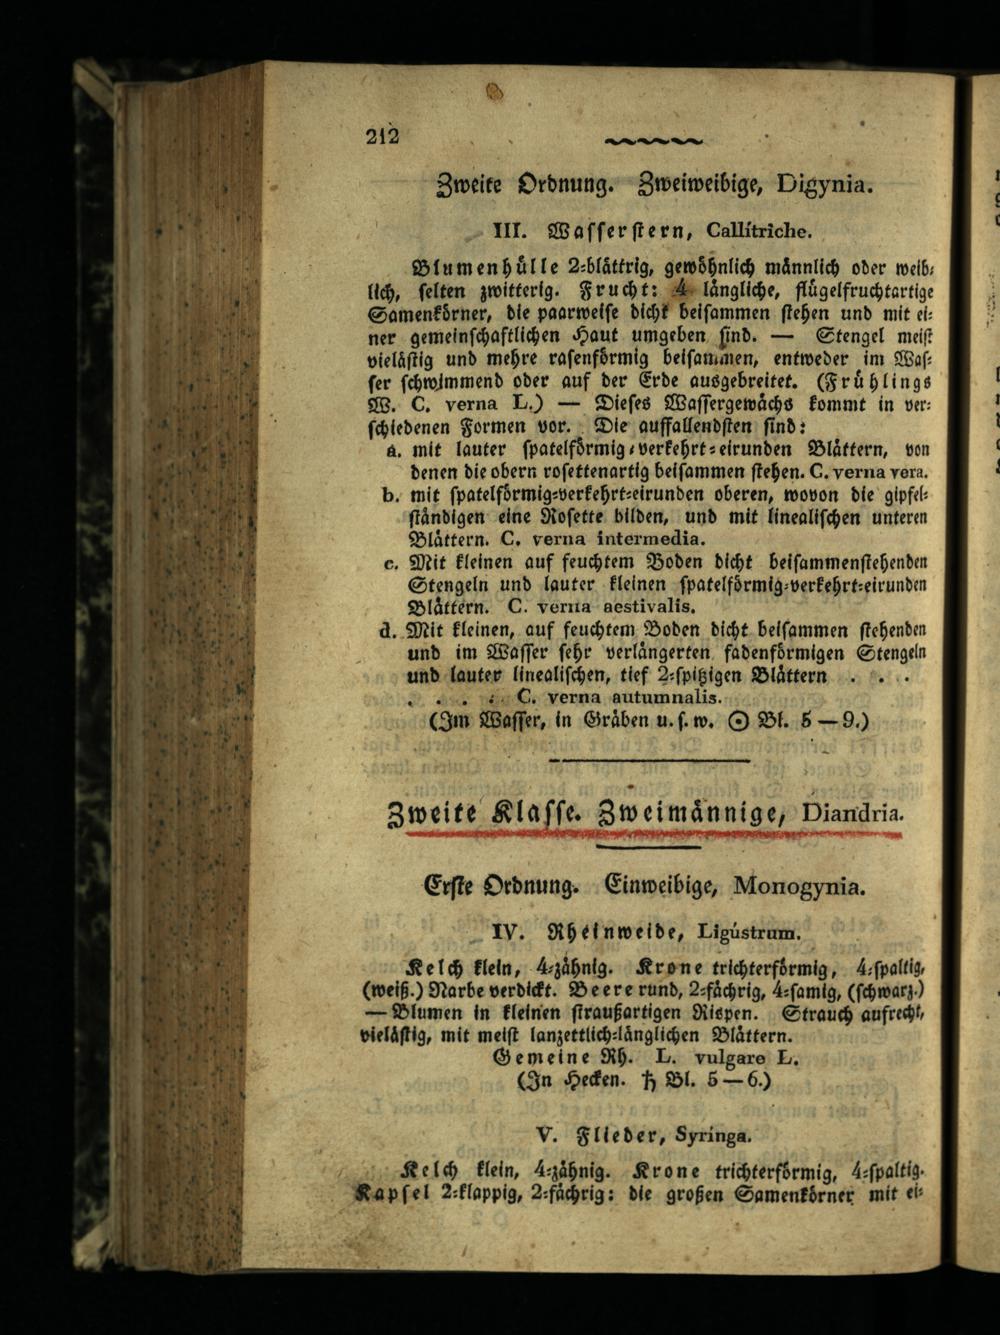 212
Zweite Ordnung. Zweiweibige, Digynia.
III. Wasserstern, Callítriche.
Blumenhülle 2-blättrig, gewöhnlich männlich oder weib-
lich, selten zwitterig. Frucht: 4 längliche, flügelfruchtartige
Samenkörner, die paarweise dicht beisammen stehen und mit ei-
ner gemeinschaftlichen Haut umgeben sind. — Stengel meist
vielästig und mehre rasenförmig beisammen, entweder im Was-
ser schwimmend oder auf der Erde ausgebreitet. (Frühlings
W. C. verna L.) — Dieses Wassergewächs kommt in ver-
schiedenen Formen vor. Die auffallendsten sind:
a. mit lauter spatelförmig-verkehrt-eirunden Blättern, von
denen die obern rosettenartig beisammen stehen. C. verna vera.
b. mit spatelförmig-verkehrt-eirunden oberen, wovon die gipfel-
ständigen eine Rosette bilden, und mit linealischen unteren
Blättern. C. verna intermedia.
c. Mit kleinen auf feuchtem Boden dicht beisammenstehenden
Stengeln und lauter kleinen spatelförmig-verkehrt-eirunden
Blättern. C. verna aestivalis.
d. Mit kleinen, auf feuchtem Boden dicht beisammen stehenden
und im Wasser sehr verlängerten fadenförmigen Stengeln
und lauter linealischen, tief 2-spitzigen Blättern . . .
. . . . C. verna autumnalis.
(Im Wasser, in Gräben u. s. w. ⊙ Bl. 5 — 9.)
Zweite Klasse. Zweimännige, Diandria.
Erste Ordnung. Einweibige, Monogynia.
IV. Rheinweide, Ligústrum.
Kelch klein, 4-zähnig. Krone trichterförmig, 4-spaltig,
(weiß.) Narbe verdickt. Beere rund, 2-fächrig, 4-samig, (schwarz.)
— Blumen in kleinen straußartigen Rispen. Strauch aufrecht,
vielästig, mit meist lanzettlich-länglichen Blättern.
Gemeine Rh. L. vulgare L.
(In Hecken. ♄ Bl. 5 — 6.)
V. Flieder, Syrínga.
Kelch klein, 4-zähnig. Krone trichterförmig, 4-spaltig.
Kapsel 2-klappig, 2-fächrig: die großen Samenkörner mit ei-